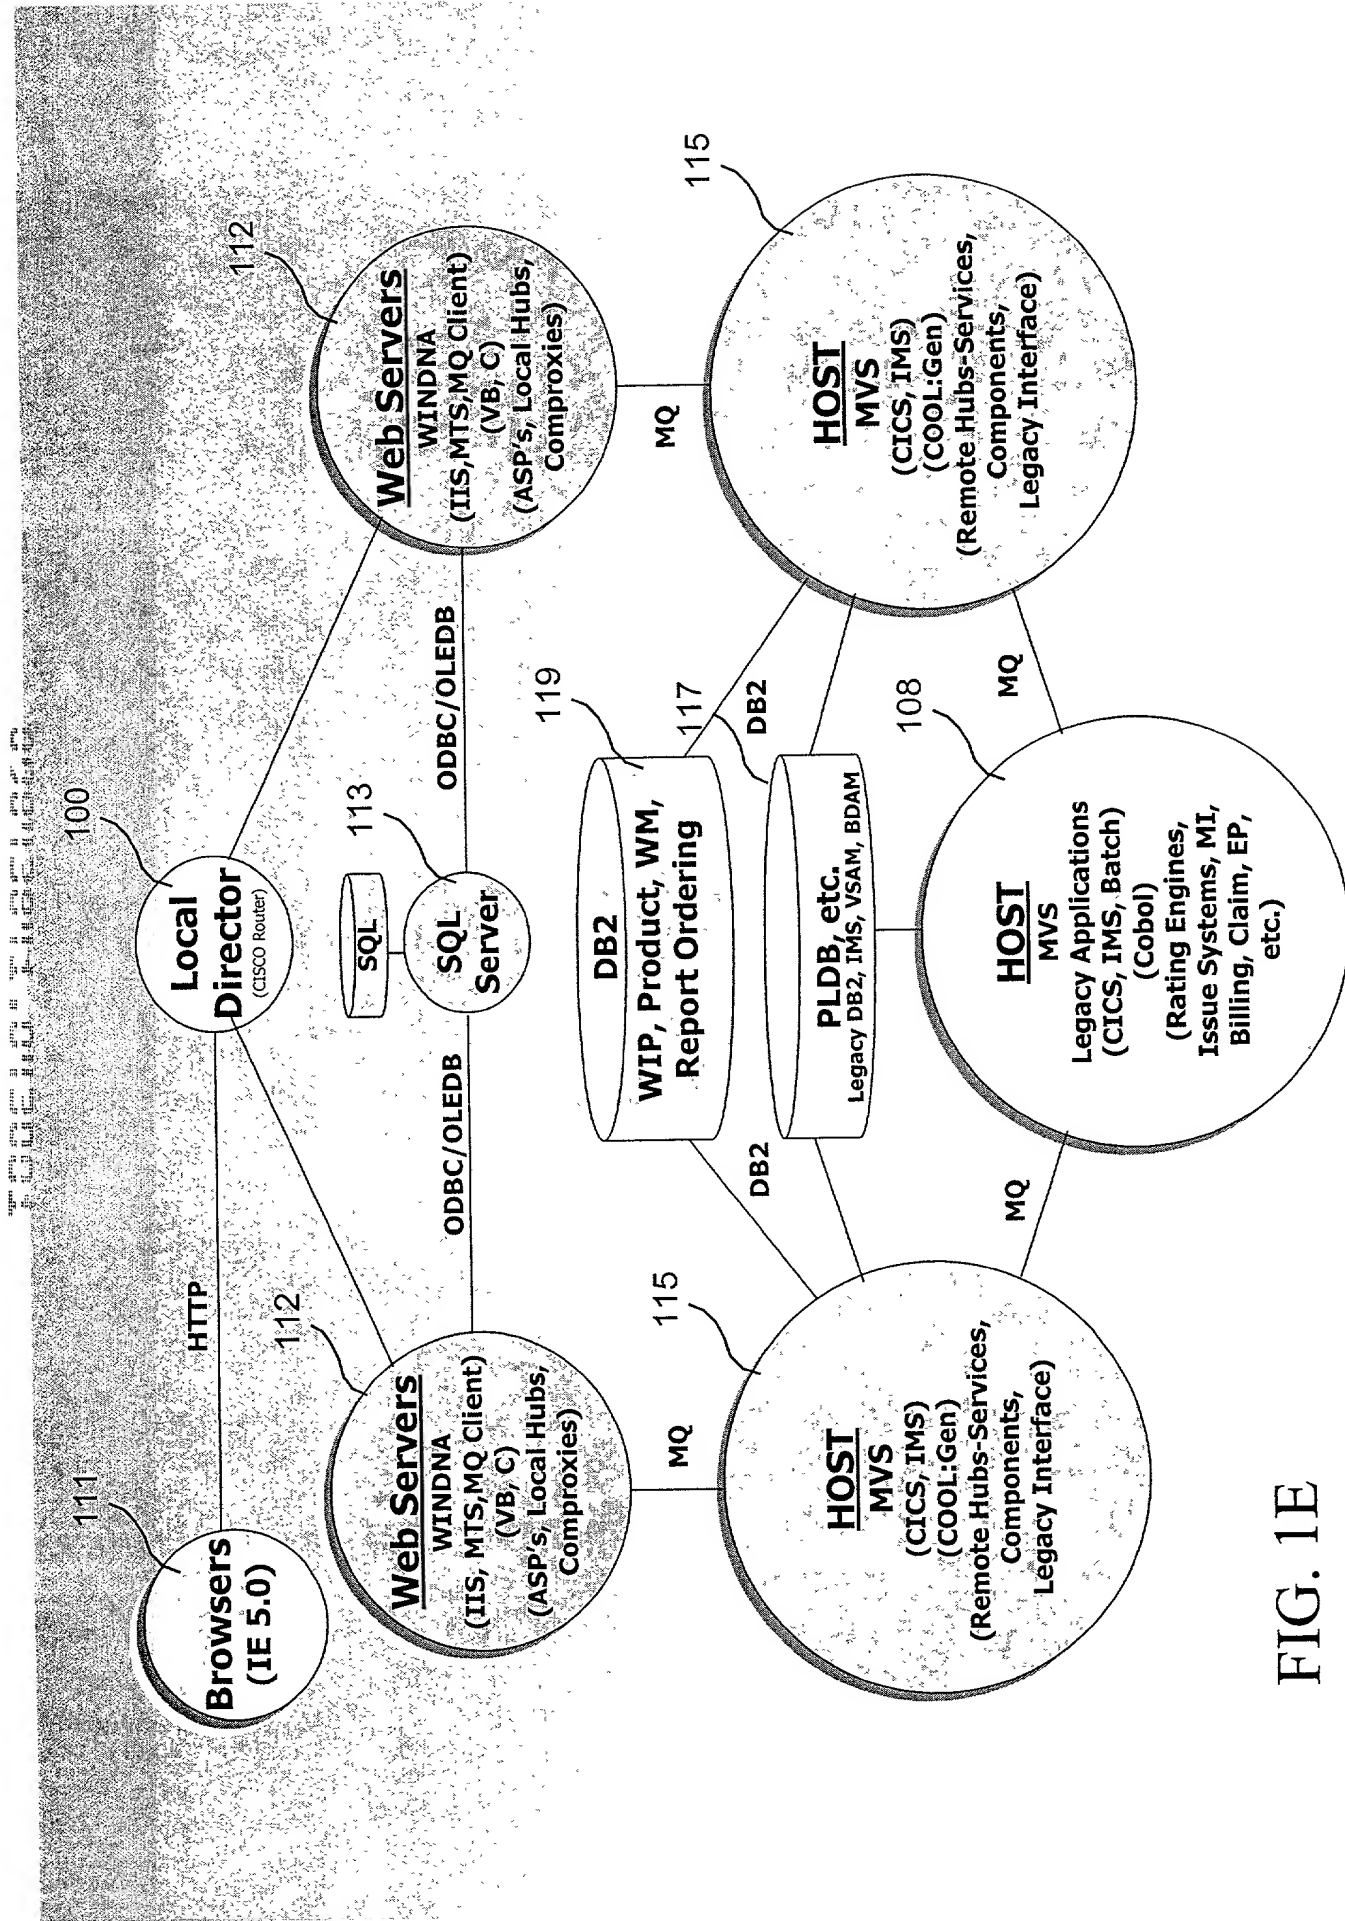 111
Browsers
(IE 5.0)
HTTP
100
Local
Director
(CISCO Router)
112
Web Servers
WINDNA
(IIS, MTS,MQ Client)
(VB, C)
(ASP's, Local Hubs,
Comproxies)
ODBC/OLEDB
SQL
113
SQL
Server
ODBC/OLEDB
112
Web Servers
WINDNA
(IIS,MTS,MQ Client)
(VB, C)
(ASP's, Local Hubs,
Comproxies)
MQ
MQ
119
DB2
WIP, Product, WM,
Report Ordering
DB2
117
DB2
PLDB, etc.
Legacy DB2, IMS, VSAM, BDAM
115
HOST
MVS
(CICS, IMS)
(COOL:Gen)
(Remote Hubs-Services,
Components,
Legacy Interface)
115
HOST
MVS
(CICS, IMS)
(COOL:Gen)
(Remote Hubs-Services,
Components,
Legacy Interface)
MQ
MQ
108
HOST
MVS
Legacy Applications
(CICS, IMS, Batch)
(Cobol)
(Rating Engines,
Issue Systems, MI,
Billing, Claim, EP,
etc.)
FIG. 1E